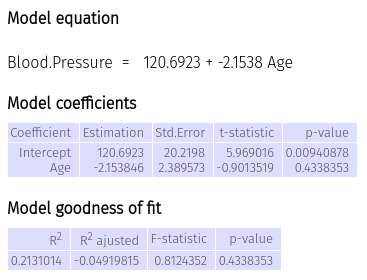 Model equation
Blood.Pressure = 120.6923 + -2.1538 Age
Model coefficients
Coefficient Estimation Std.Error t-statistic p-value
Intercept 120.6923 20.2198 5.969016 0.00940878
Age -2.153846 2.389573 -0.9013519 0.4338353
Model goodness of fit
R² R² ajusted F-statistic p-value
0.2131014 -0.04919815 0.8124352 0.4338353